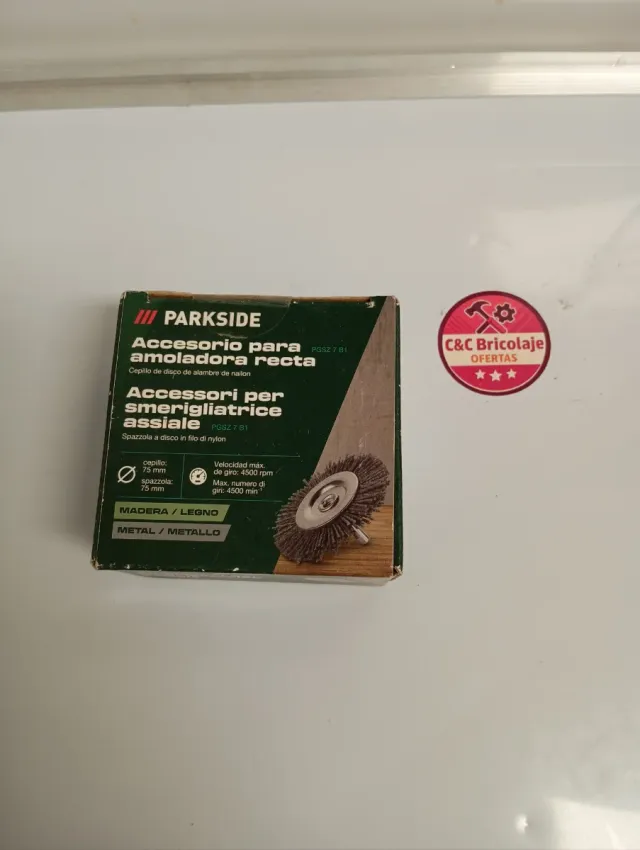 PARKSIDE
Accesorio para
amoladora recta PGSZ 7 B1
Cepillo de disco de alambre de nailon
Accessori per
smerigliatrice
assiale PGSZ 7 B1
Spazzola a disco in filo di nylon
cepillo:
75 mm
spazzola:
75 mm
Velocidad máx.
de giro: 4500 rpm
Max. numero di
giri: 4500 min⁻¹
MADERA / LEGNO
METAL / METALLO
C&C Bricolaje
OFERTAS